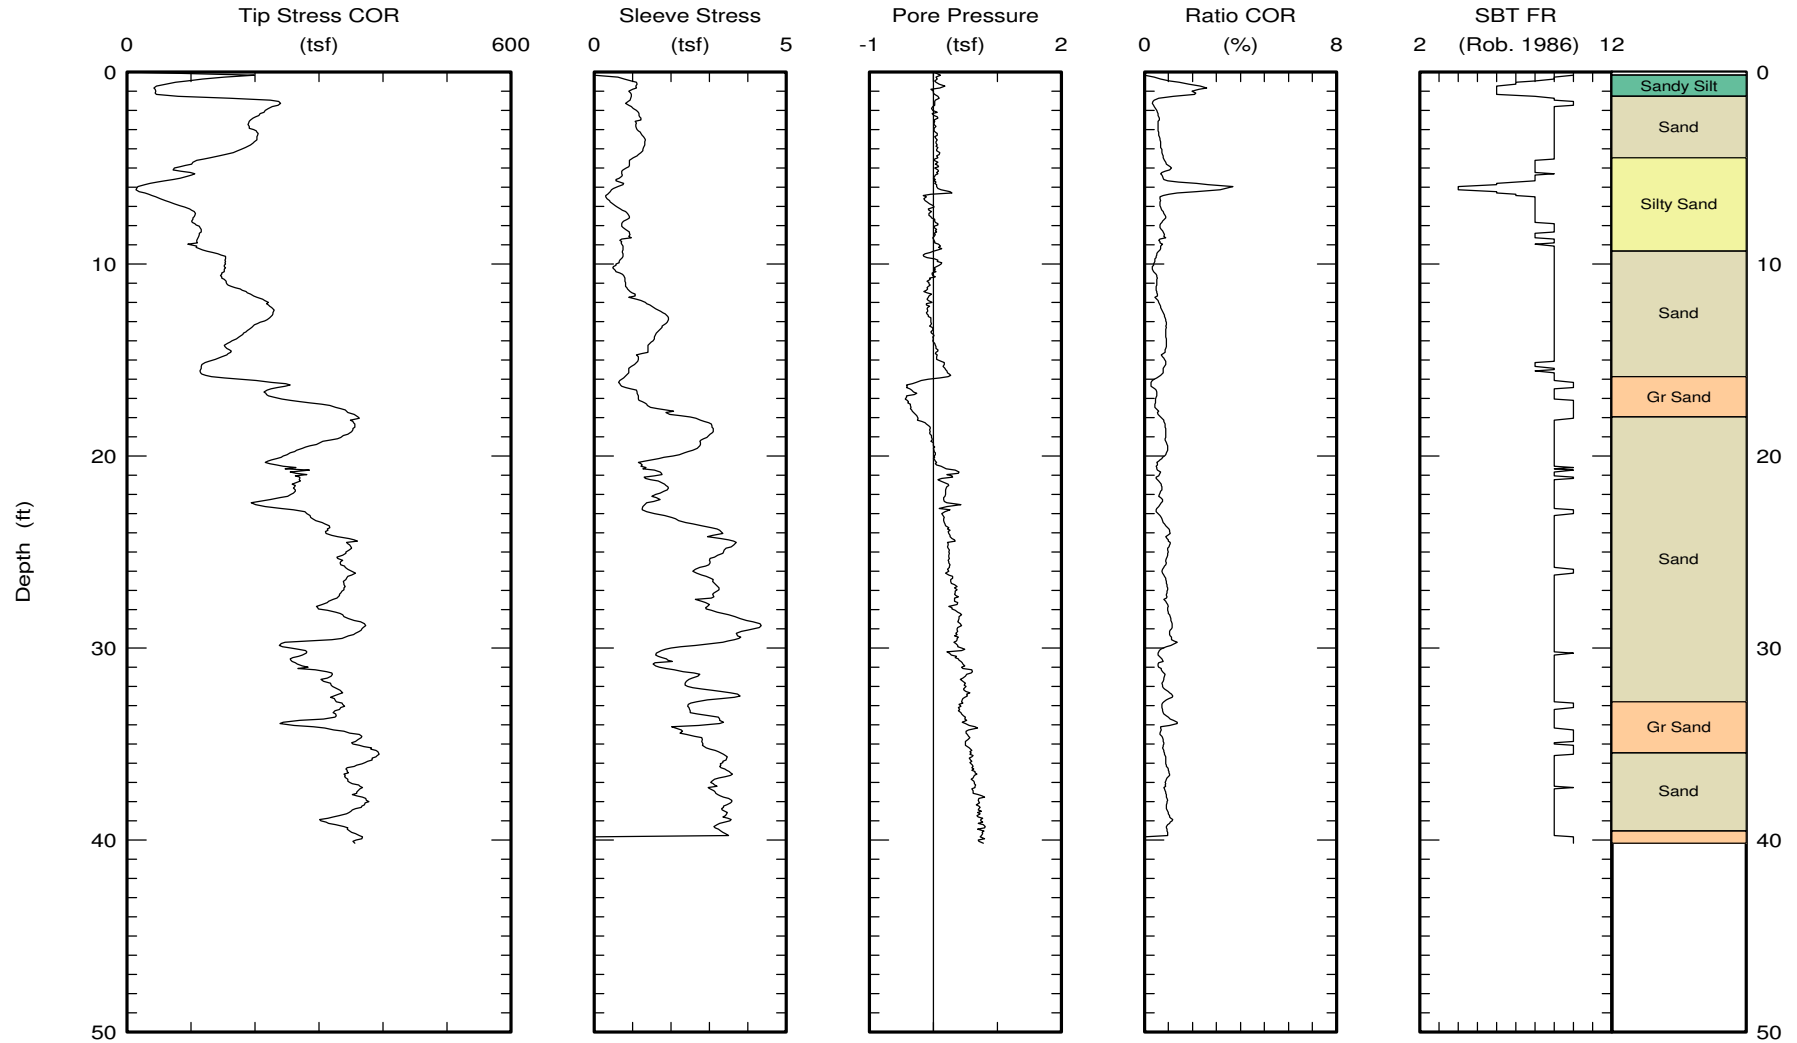 Tip Stress COR Sleeve Stress Pore Pressure Ratio COR SBT FR
0 (tsf) 600 0 (tsf) 5 -1 (tsf) 2 0 (%) 8 2 (Rob. 1986) 12
0 0
Sandy Silt
Sand
Silty Sand
10 10
Sand
Gr Sand
20 20
Depth (ft)
Sand
30 30
Gr Sand
Sand
40 40
50 50